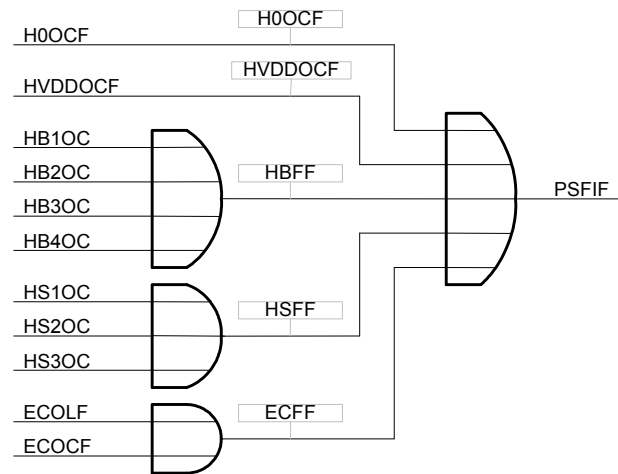 H0OCF
H0OCF
HVDDOCF
HVDDOCF
HB1OC
HB2OC
HBFF
HB3OC
HB4OC
PSFIF
HS1OC
HSFF
HS2OC
HS3OC
ECOLF
ECFF
ECOCF